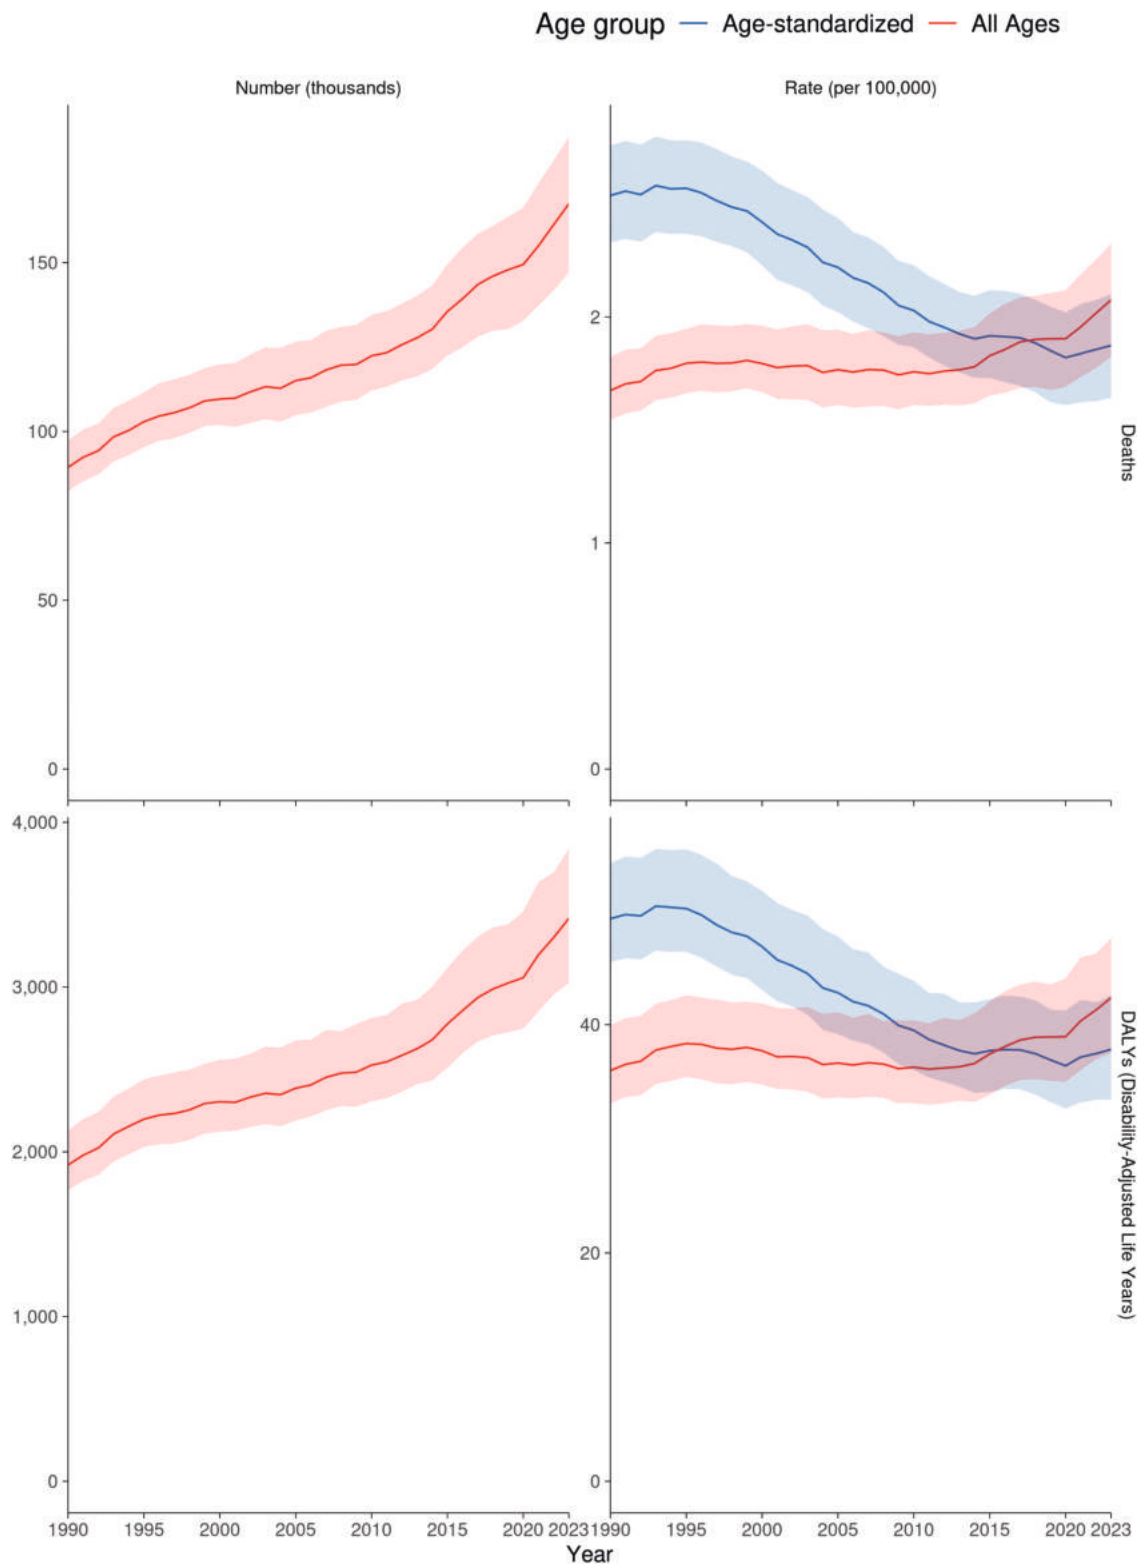 Age group Age-standardized All Ages
Number (thousands)
Rate (per 100,000)
150
100
50
0
2
1
0
Deaths
4,000
3,000
2,000
1,000
0
40
20
0
DALYs (Disability-Adjusted Life Years)
1990 1995 2000 2005 2010 2015 2020 2023
1990 1995 2000 2005 2010 2015 2020 2023
Year